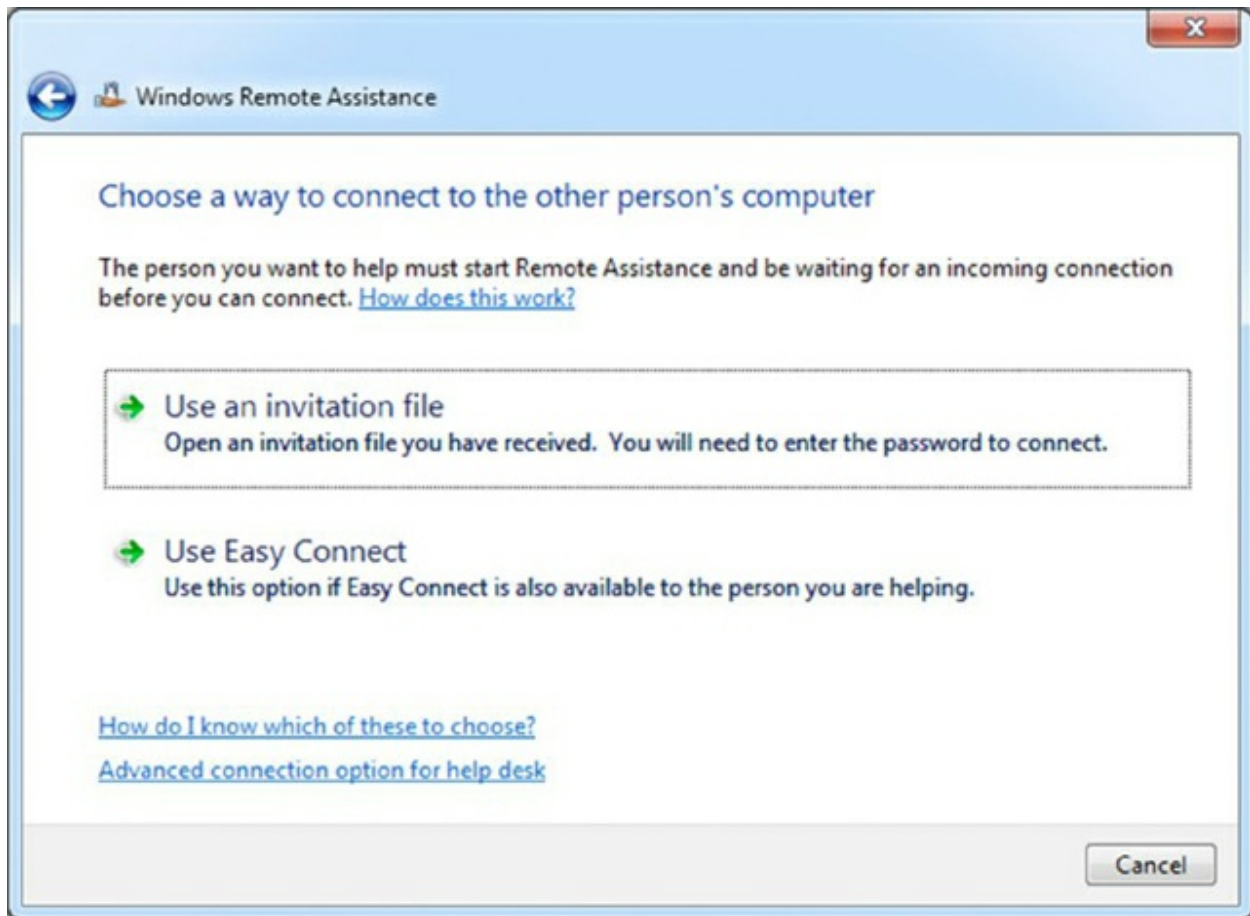 Windows Remote Assistance
Choose a way to connect to the other person's computer
The person you want to help must start Remote Assistance and be waiting for an incoming connection
before you can connect. How does this work?
Use an invitation file
Open an invitation file you have received. You will need to enter the password to connect.
Use Easy Connect
Use this option if Easy Connect is also available to the person you are helping.
How do I know which of these to choose?
Advanced connection option for help desk
Cancel